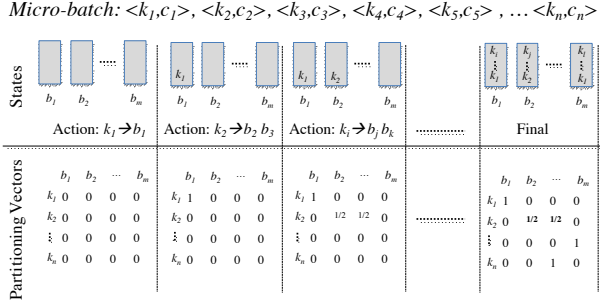 Micro-batch: <k1,c1>, <k2,c2>, <k3,c3>, <k4,c4>, <k5,c5> , … <kn,cn>
States
b1 b2 ...... bm
Action: k1→b1
k1
b1 b2 ..... bm
Action: k2→b2 b3
k1 k2
b1 b2 ...... bm
Action: ki→bj bk
..................
ki kj
k1
b1 b2 ...... bm
Final
Partitioning Vectors
b1 b2 ... bm
k1 0 0 0 0
k2 0 0 0 0
⋮ 0 0 0 0
kn 0 0 0 0
b1 b2 ... bm
k1 1 0 0 0
k2 0 0 0 0
⋮ 0 0 0 0
kn 0 0 0 0
b1 b2 ... bm
k1 1 0 0 0
k2 0 1/2 1/2 0
⋮ 0 0 0 0
kn 0 0 0 0
..................
b1 b2 ... bm
k1 1 0 0 0
k2 0 1/2 1/2 0
⋮ 0 0 0 1
kn 0 0 1 0